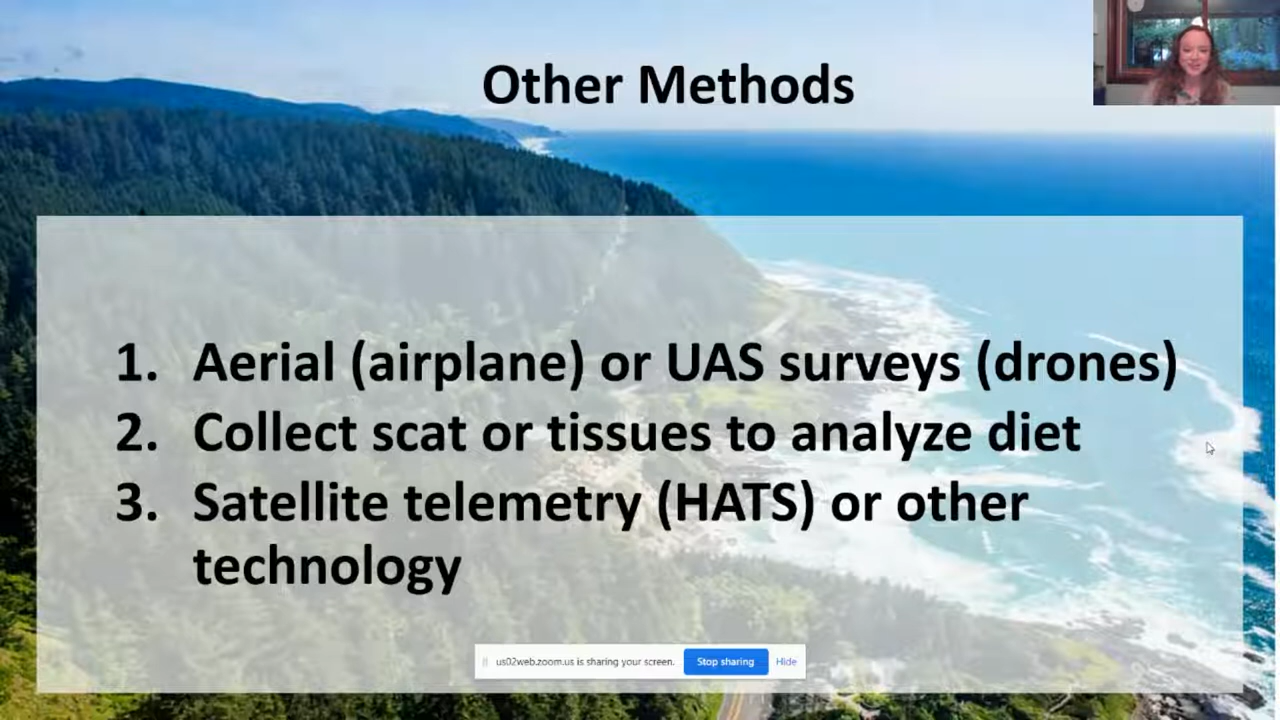 Other Methods
1. Aerial (airplane) or UAS surveys (drones)
2. Collect scat or tissues to analyze diet
3. Satellite telemetry (HATS) or other
technology
us02web.zoom.us is sharing your screen. Stop sharing Hide